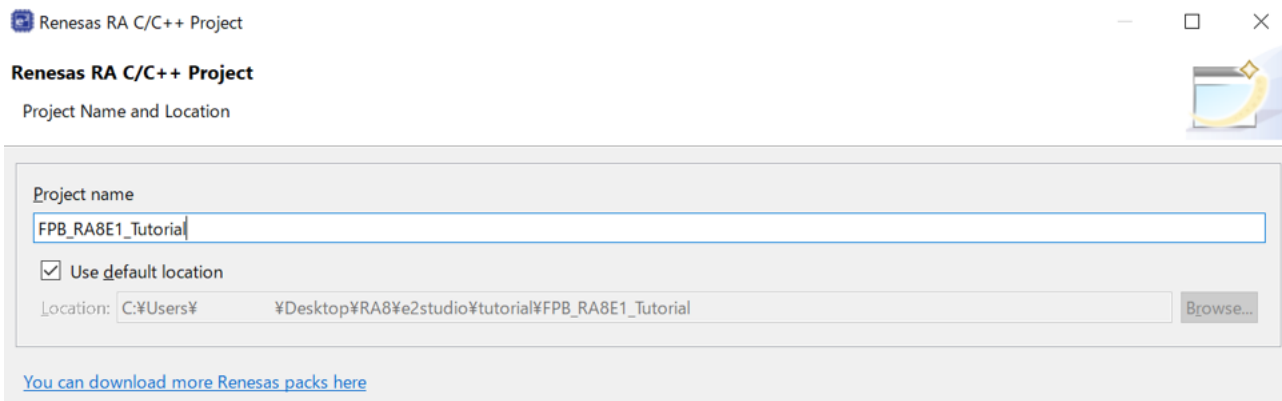 Renesas RA C/C++ Project
Renesas RA C/C++ Project
Project Name and Location
Project name
FPB_RA8E1_Tutorial
Use default location
Location: C:¥Users¥ ¥Desktop¥RA8¥e2studio¥tutorial¥FPB_RA8E1_Tutorial Browse...
You can download more Renesas packs here